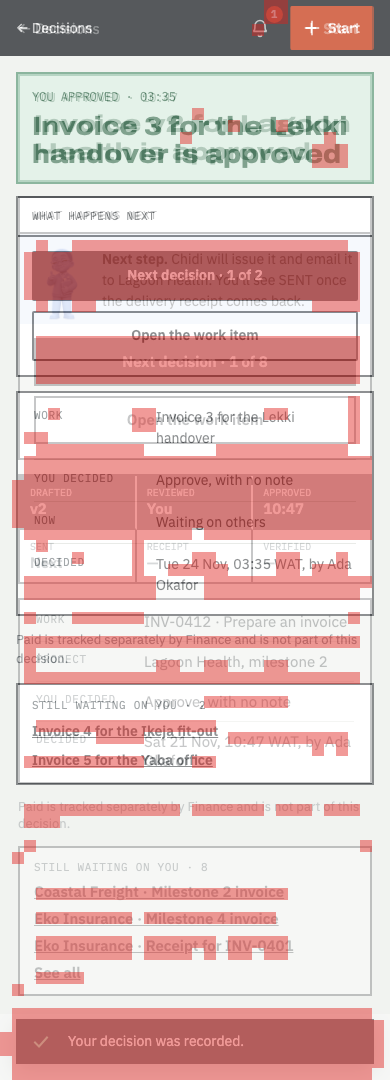 ← Decisions
1
+ Start
YOU APPROVED · 03:35
Invoice 3 for the Lekki
handover is approved
WHAT HAPPENS NEXT
Next step. Chidi will issue it and email it
to Lagoon Health. You'll see SENT once
the delivery receipt comes back.
Next decision · 1 of 2
Open the work item
Next decision · 1 of 8
Open the work item
WORK
Invoice 3 for the Lekki
handover
YOU DECIDED
Approve, with no note
DRAFTED
REVIEWED
APPROVED
v2
You
10:47
NOW
Waiting on others
SENT
RECEIPT
VERIFIED
DECIDED
Tue 24 Nov, 03:35 WAT, by Ada
Okafor
WORK
INV-0412 · Prepare an invoice
Paid is tracked separately by Finance and is not part of this
decision.
Lagoon Health, milestone 2
YOU DECIDED
Approve, with no note
STILL WAITING ON YOU · 2
Invoice 4 for the Ikeja fit-out
DECIDED
Sat 21 Nov, 10:47 WAT, by Ada
Invoice 5 for the Yaba office
Paid is tracked separately by Finance and is not part of this
decision.
STILL WAITING ON YOU · 8
Coastal Freight · Milestone 2 invoice
Eko Insurance · Milestone 4 invoice
Eko Insurance · Receipt for INV-0401
See all
Your decision was recorded.